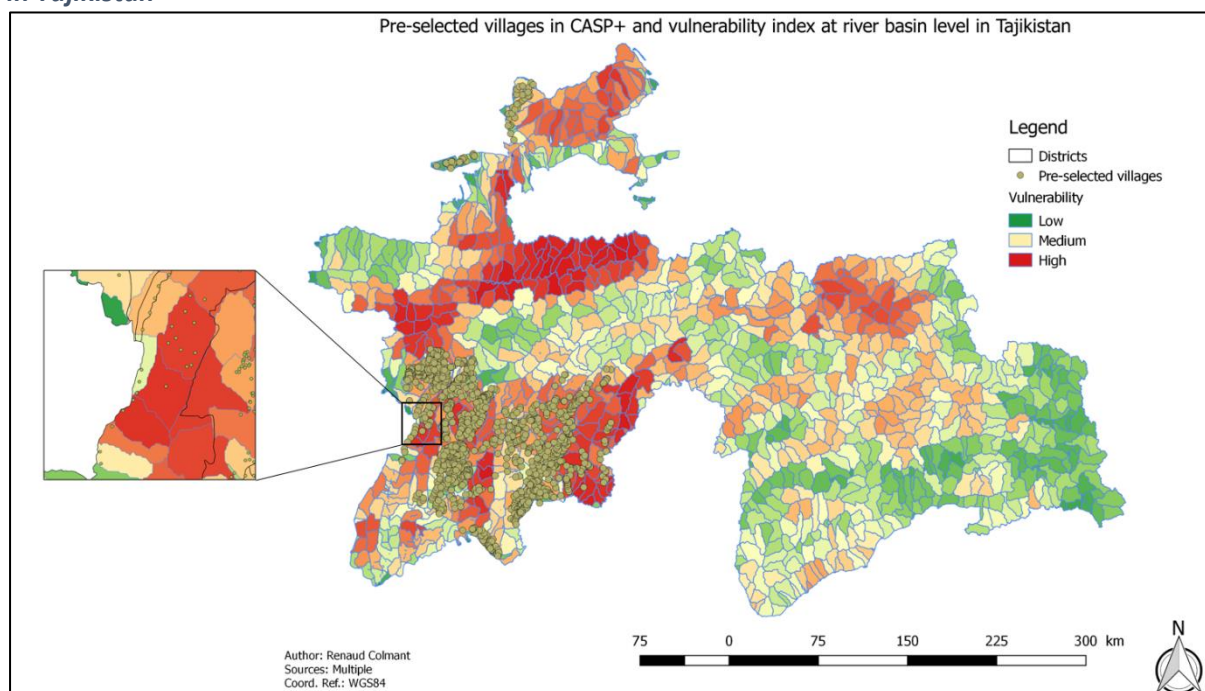 in Tajikistan
Pre-selected villages in CASP+ and vulnerability index at river basin level in Tajikistan
Legend
Districts
Pre-selected villages
Vulnerability
Low
Medium
High
Author: Renaud Colmant
Sources: Multiple
Coord. Ref.: WGS84
75 0 75 150 225 300 km
N